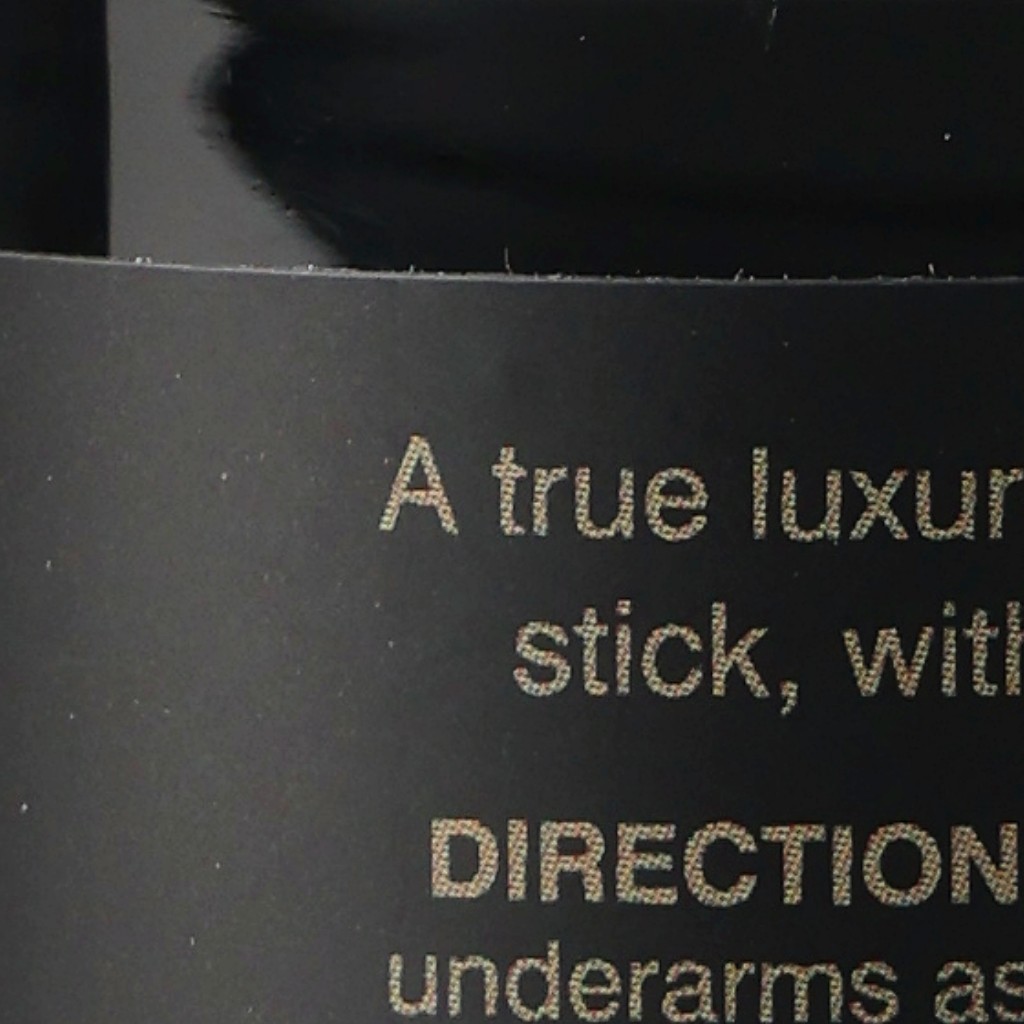 A true luxur
stick, with
DIRECTION
underarms as